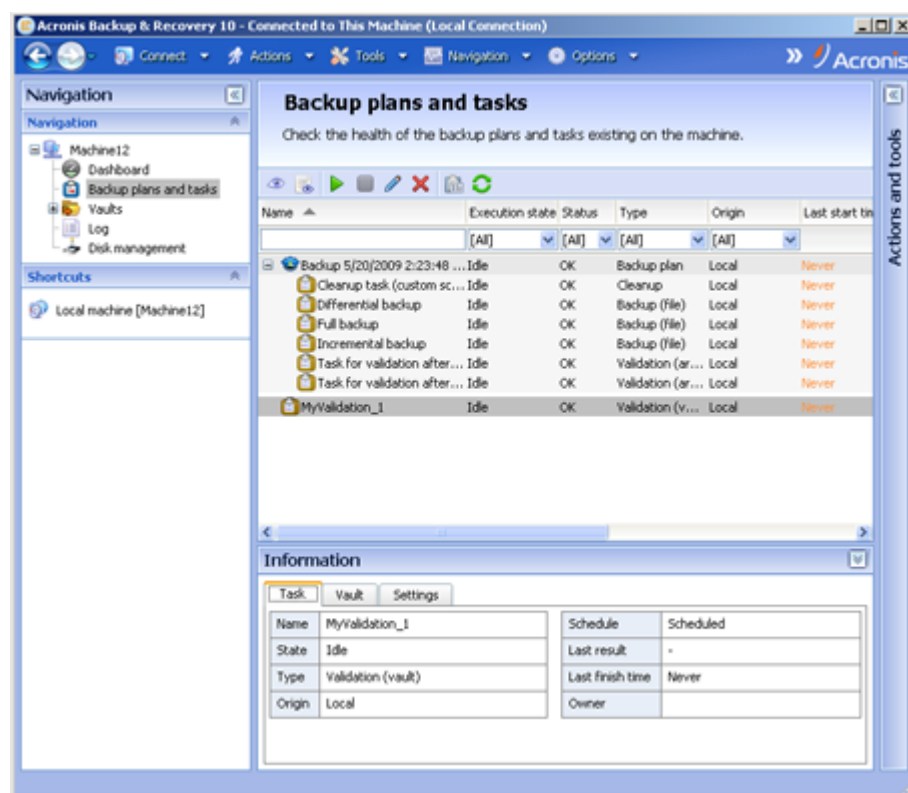 Acronis Backup & Recovery 10 - Connected to This Machine (Local Connection)
Connect Actions Tools Navigation Options Acronis
Navigation
Navigation
Machine12
Dashboard
Backup plans and tasks
Vaults
Log
Disk management
Shortcuts
Local machine [Machine12]
Backup plans and tasks
Check the health of the backup plans and tasks existing on the machine.
Name Execution state Status Type Origin Last start tim
[All] [All] [All] [All]
Backup 5/20/2009 2:23:48 ... Idle OK Backup plan Local Never
Cleanup task (custom sc... Idle OK Cleanup Local Never
Differential backup Idle OK Backup (file) Local Never
Full backup Idle OK Backup (file) Local Never
Incremental backup Idle OK Backup (file) Local Never
Task for validation after... Idle OK Validation (ar... Local Never
Task for validation after... Idle OK Validation (ar... Local Never
MyValidation_1 Idle OK Validation (v... Local Never
Information
Task Vault Settings
Name MyValidation_1 Schedule Scheduled
State Idle Last result -
Type Validation (vault) Last finish time Never
Origin Local Owner
Actions and tools